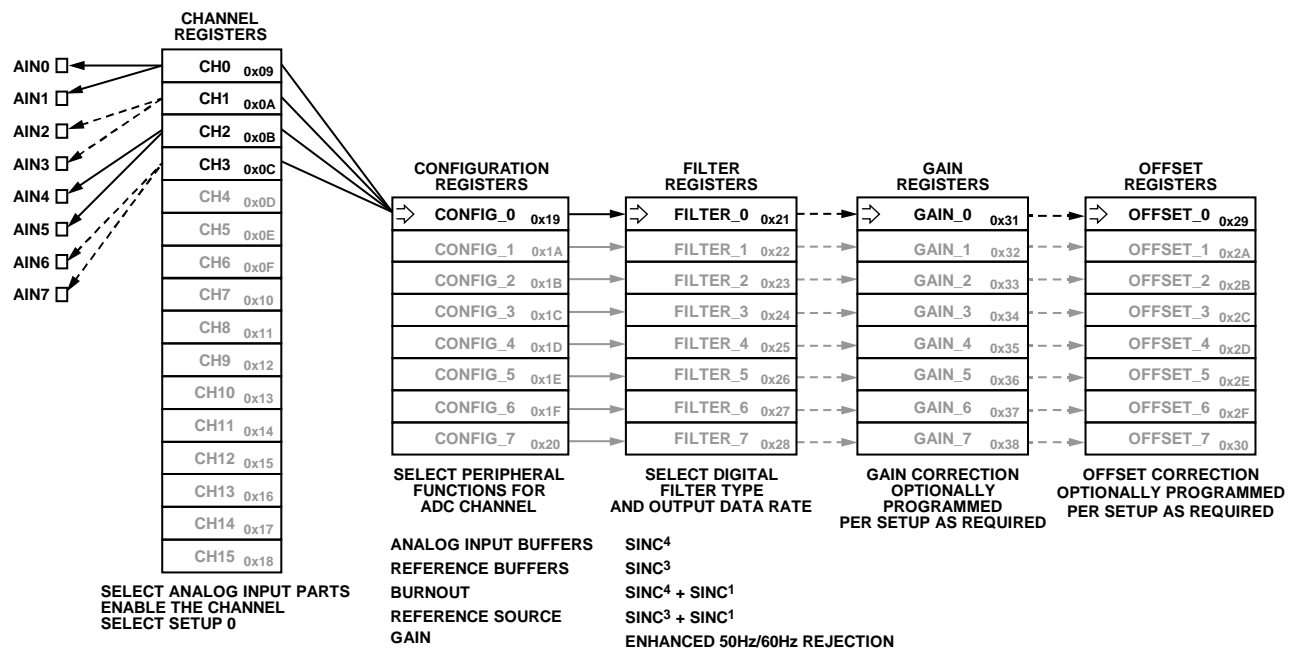 CHANNEL
REGISTERS
AIN0
AIN1
AIN2
AIN3
AIN4
AIN5
AIN6
AIN7
CH0 0x09
CH1 0x0A
CH2 0x0B
CH3 0x0C
CH4 0x0D
CH5 0x0E
CH6 0x0F
CH7 0x10
CH8 0x11
CH9 0x12
CH10 0x13
CH11 0x14
CH12 0x15
CH13 0x16
CH14 0x17
CH15 0x18
SELECT ANALOG INPUT PARTS
ENABLE THE CHANNEL
SELECT SETUP 0
CONFIGURATION
REGISTERS
CONFIG_0 0x19
CONFIG_1 0x1A
CONFIG_2 0x1B
CONFIG_3 0x1C
CONFIG_4 0x1D
CONFIG_5 0x1E
CONFIG_6 0x1F
CONFIG_7 0x20
SELECT PERIPHERAL
FUNCTIONS FOR
ADC CHANNEL
ANALOG INPUT BUFFERS
REFERENCE BUFFERS
BURNOUT
REFERENCE SOURCE
GAIN
FILTER
REGISTERS
FILTER_0 0x21
FILTER_1 0x22
FILTER_2 0x23
FILTER_3 0x24
FILTER_4 0x25
FILTER_5 0x26
FILTER_6 0x27
FILTER_7 0x28
SELECT DIGITAL
FILTER TYPE
AND OUTPUT DATA RATE
SINC4
SINC3
SINC4 + SINC1
SINC3 + SINC1
ENHANCED 50Hz/60Hz REJECTION
GAIN
REGISTERS
GAIN_0 0x31
GAIN_1 0x32
GAIN_2 0x33
GAIN_3 0x34
GAIN_4 0x35
GAIN_5 0x36
GAIN_6 0x37
GAIN_7 0x38
GAIN CORRECTION
OPTIONALLY
PROGRAMMED
PER SETUP AS REQUIRED
OFFSET
REGISTERS
OFFSET_0 0x29
OFFSET_1 0x2A
OFFSET_2 0x2B
OFFSET_3 0x2C
OFFSET_4 0x2D
OFFSET_5 0x2E
OFFSET_6 0x2F
OFFSET_7 0x30
OFFSET CORRECTION
OPTIONALLY PROGRAMMED
PER SETUP AS REQUIRED